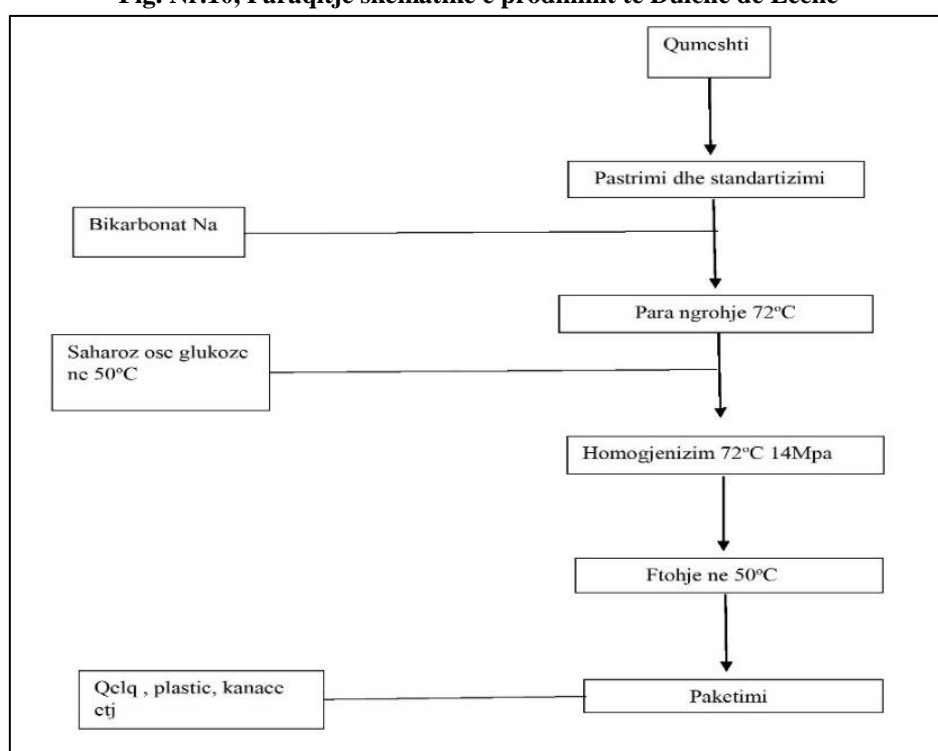 Qumeshti
Pastrimi dhe standartizimi
Bikarbonat Na
Para ngrohje 72°C
Saharoz ose glukoze
ne 50°C
Homogjenizim 72°C 14Mpa
Ftohje ne 50°C
Qelq , plastic, kanace
etj
Paketimi